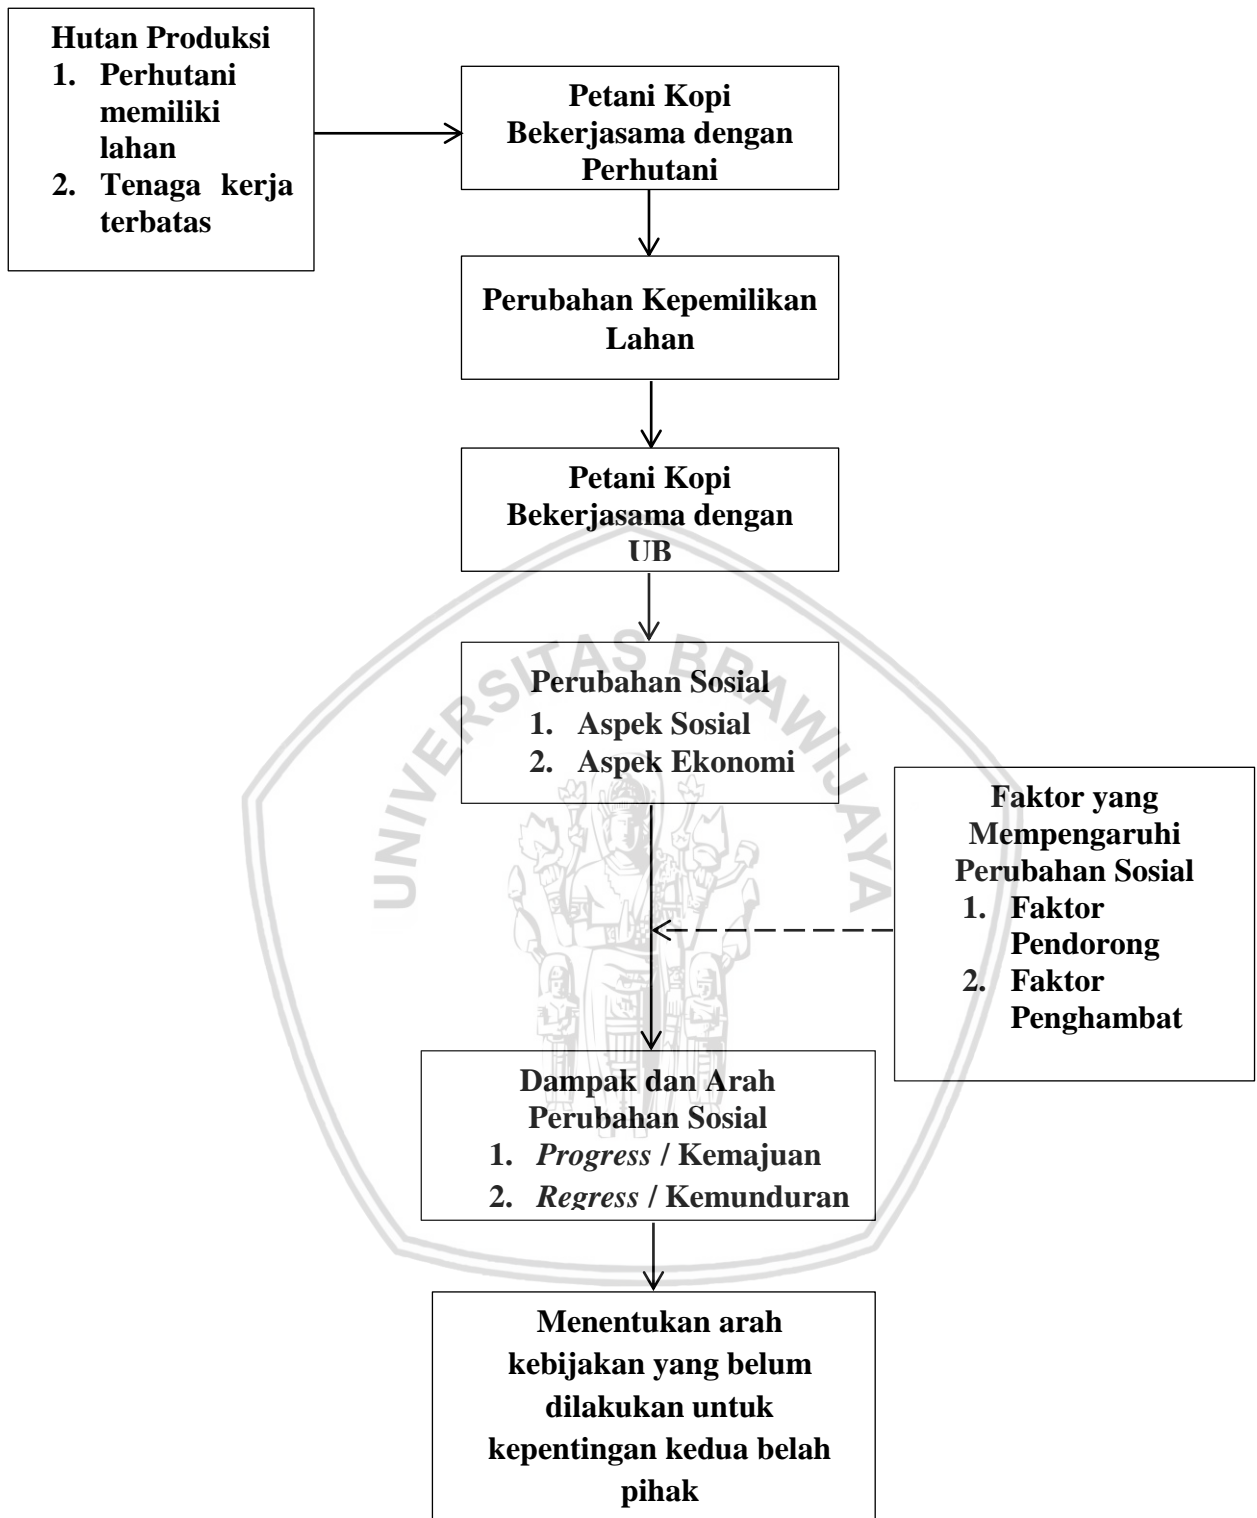 Hutan Produksi
1. Perhutani
memiliki
lahan
2. Tenaga kerja
terbatas
Petani Kopi
Bekerjasama dengan
Perhutani
Perubahan Kepemilikan
Lahan
Petani Kopi
Bekerjasama dengan
UB
UNIVERSITAS BRAWIJAYA
Perubahan Sosial
1. Aspek Sosial
2. Aspek Ekonomi
Faktor yang
Mempengaruhi
Perubahan Sosial
1. Faktor
Pendorong
2. Faktor
Penghambat
Dampak dan Arah
Perubahan Sosial
1. Progress / Kemajuan
2. Regress / Kemunduran
Menentukan arah
kebijakan yang belum
dilakukan untuk
kepentingan kedua belah
pihak